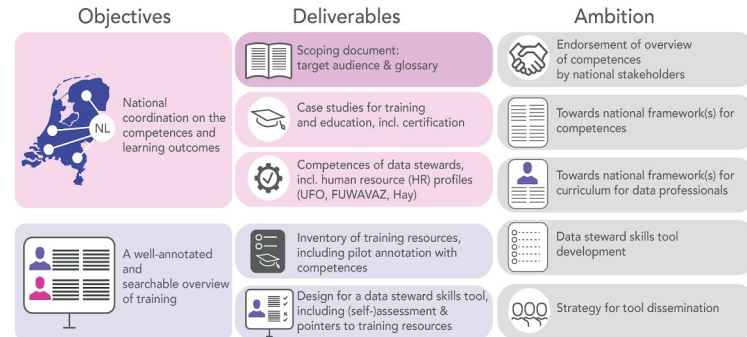 Objectives
Deliverables
Ambition
NL
National
coordination on the
competences and
learning outcomes
A well-annotated
and
searchable overview
of training
Scoping document:
target audience & glossary
Case studies for training
and education, incl. certification
Competences of data stewards,
incl. human resource (HR) profiles
(UFO, FUWAVAZ, Hay)
Inventory of training resources,
including pilot annotation with
competences
Design for a data steward skills tool,
including (self-)assessment &
pointers to training resources
Endorsement of overview
of competences
by national stakeholders
Towards national framework(s) for
competences
Towards national framework(s) for
curriculum for data professionals
Data steward skills tool
development
Strategy for tool dissemination